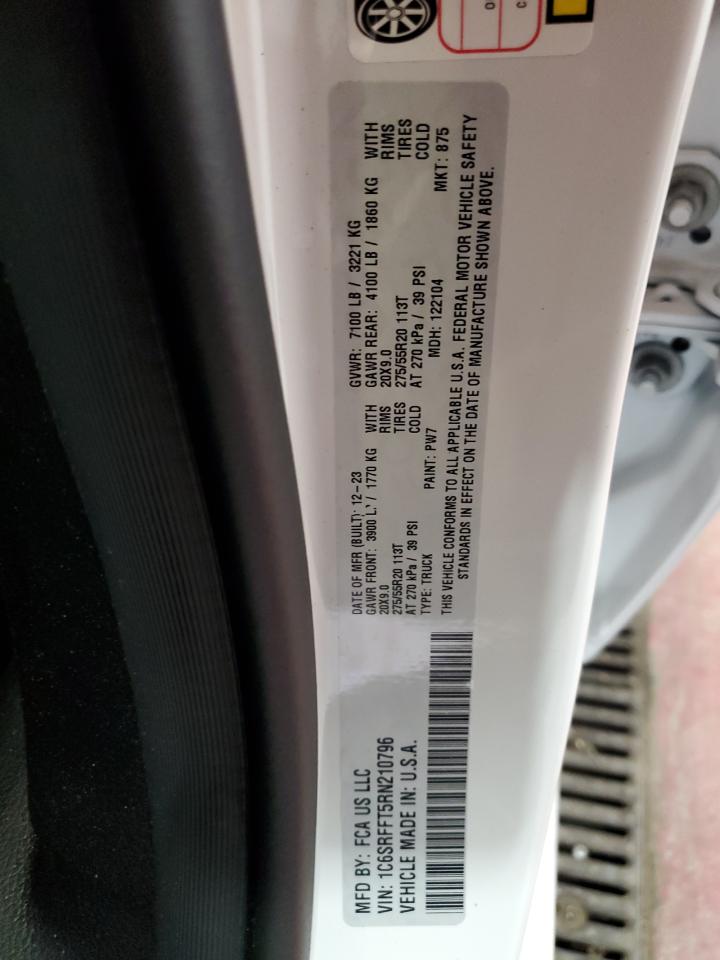 MFD BY: FCA US LLC
VIN: 1C6SRFFT5RN210796
VEHICLE MADE IN: U.S.A.
DATE OF MFR (BUILT): 12-23 GVWR: 7100 LB / 3221 KG
GAWR FRONT: 3900 L / 1770 KG WITH GAWR REAR: 4100 LB / 1860 KG WITH
20X9.0 RIMS 20X9.0 RIMS
275/55R20 113T TIRES 275/55R20 113T TIRES
AT 270 kPa / 39 PSI COLD AT 270 kPa / 39 PSI COLD
TYPE: TRUCK PAINT: PW7 MDH: 122104 MKT: 875
THIS VEHICLE CONFORMS TO ALL APPLICABLE U.S.A. FEDERAL MOTOR VEHICLE SAFETY
STANDARDS IN EFFECT ON THE DATE OF MANUFACTURE SHOWN ABOVE.